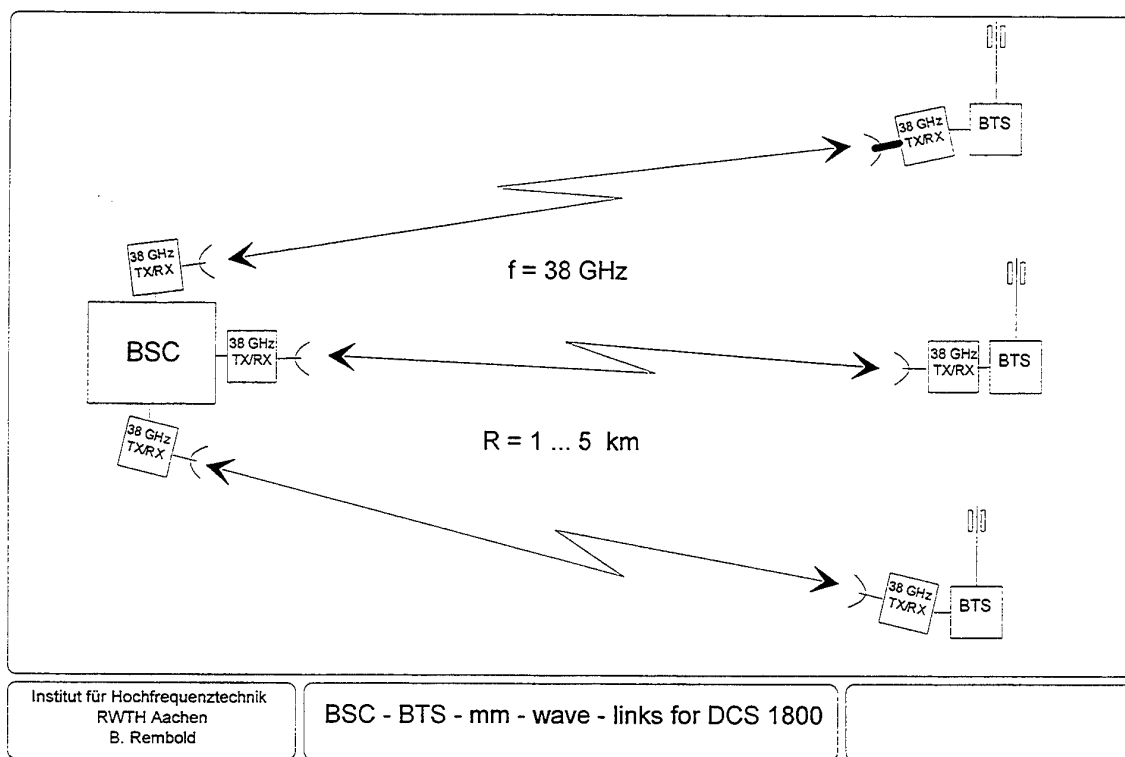 38 GHz
TX/RX
BTS
38 GHz
TX/RX
f = 38 GHz
BSC
38 GHz
TX/RX
38 GHz
TX/RX
BTS
38 GHz
TX/RX
R = 1 ... 5 km
38 GHz
TX/RX
BTS
Institut für Hochfrequenztechnik
RWTH Aachen
B. Rembold
BSC - BTS - mm - wave - links for DCS 1800